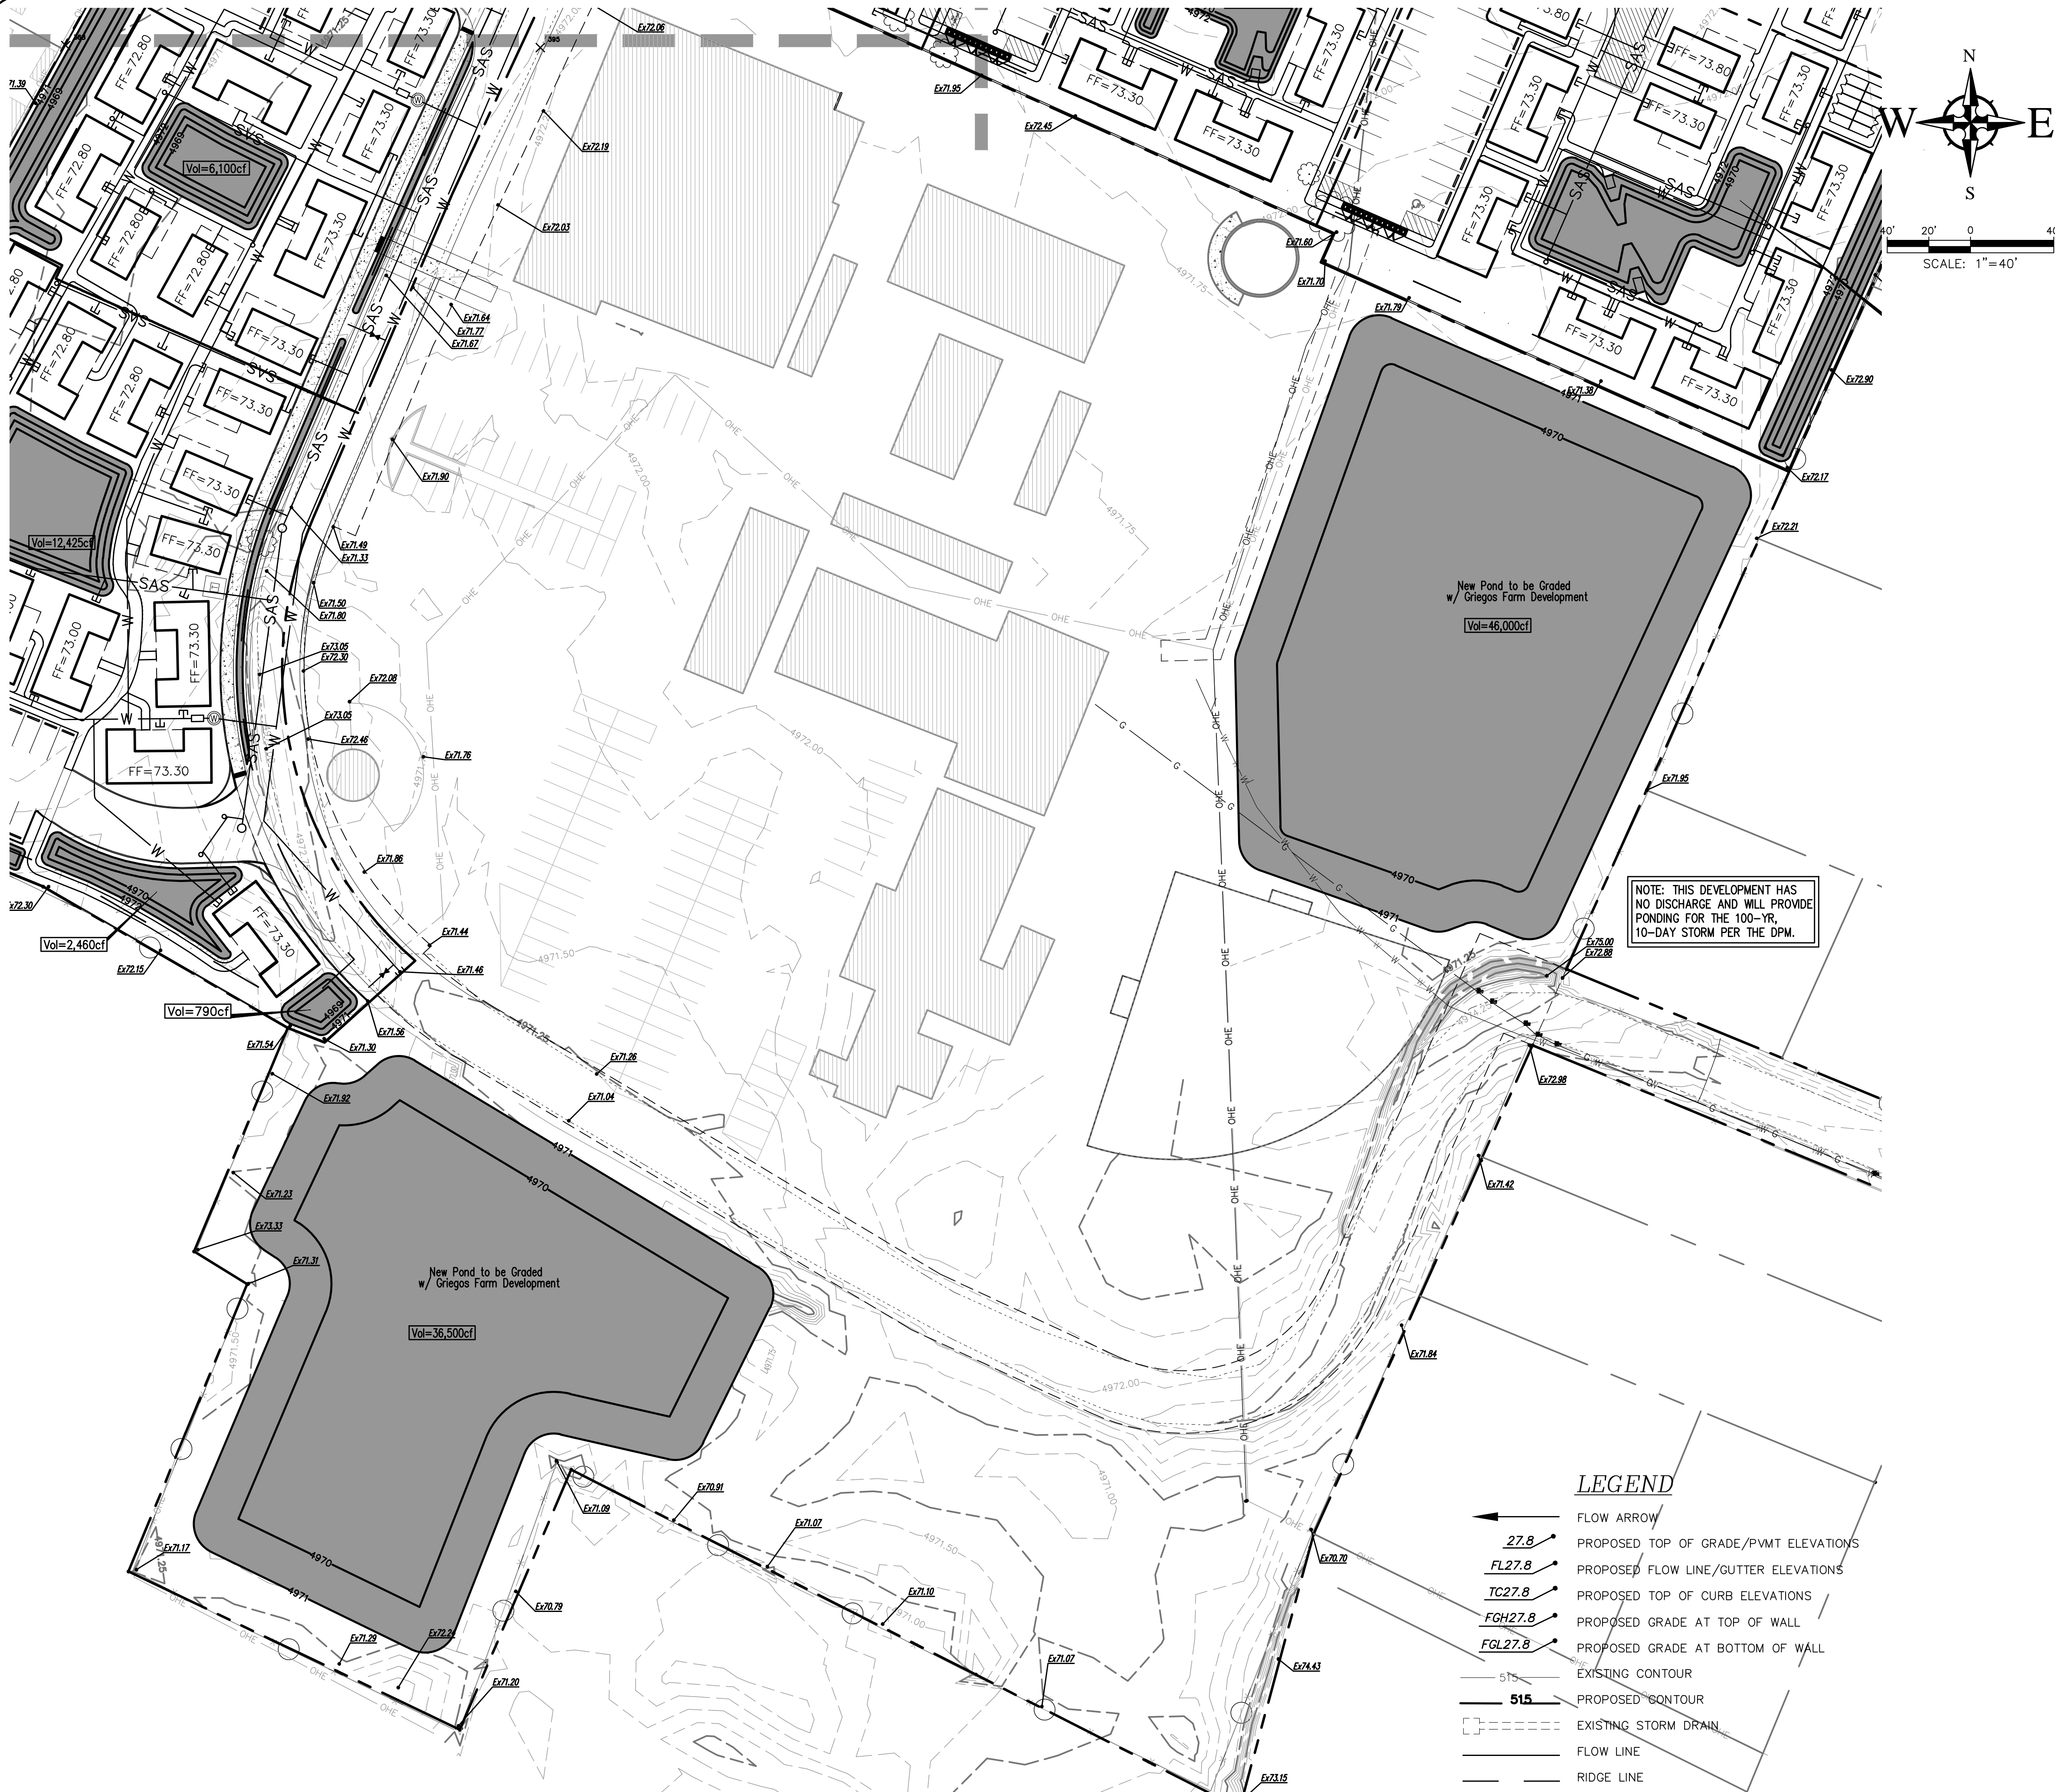 Ex72.06
Ex71.95
Ex72.45
Ex72.19
Ex72.03
Ex71.64
Ex71.77
Ex71.67
Ex71.60
Ex71.70
Ex71.79
Ex71.38
Ex72.90
Ex72.17
Ex72.21
Ex71.95
N
W
E
S
40'
20'
0
SCALE: 1"=40'
FF=72.80
FF=73.30
FF=73.80
FF=73.00
SAS
W
OHE
G
Vol=6,100cf
Vol=12,425cf
Vol=2,460cf
Vol=790cf
Ex71.90
Ex71.49
Ex71.33
Ex71.50
Ex71.80
Ex73.05
Ex72.30
Ex72.08
Ex73.05
Ex72.46
Ex71.76
Ex71.86
Ex71.44
Ex71.46
Ex72.15
Ex71.56
Ex71.54
Ex71.30
Ex71.92
Ex71.26
Ex71.04
Ex71.23
Ex73.33
Ex71.31
4972.00
4971.75
4971.50
4971.25
4974.25
4971.00
4971
4970
4972
4969
New Pond to be Graded
w/ Griegos Farm Development
Vol=46,000cf
NOTE: THIS DEVELOPMENT HAS
NO DISCHARGE AND WILL PROVIDE
PONDING FOR THE 100-YR,
10-DAY STORM PER THE DPM.
Ex75.00
Ex72.88
Ex72.98
Ex71.42
Ex71.84
New Pond to be Graded
w/ Griegos Farm Development
Vol=36,500cf
Ex71.17
Ex71.09
Ex70.91
Ex71.07
Ex71.10
Ex70.79
Ex71.29
Ex71.20
Ex71.07
Ex70.70
Ex74.43
Ex73.15
LEGEND
FLOW ARROW
27.8 PROPOSED TOP OF GRADE/PVMT ELEVATIONS
FL27.8 PROPOSED FLOW LINE/GUTTER ELEVATIONS
TC27.8 PROPOSED TOP OF CURB ELEVATIONS
FGH27.8 PROPOSED GRADE AT TOP OF WALL
FGL27.8 PROPOSED GRADE AT BOTTOM OF WALL
515 EXISTING CONTOUR
515 PROPOSED CONTOUR
EXISTING STORM DRAIN
FLOW LINE
RIDGE LINE